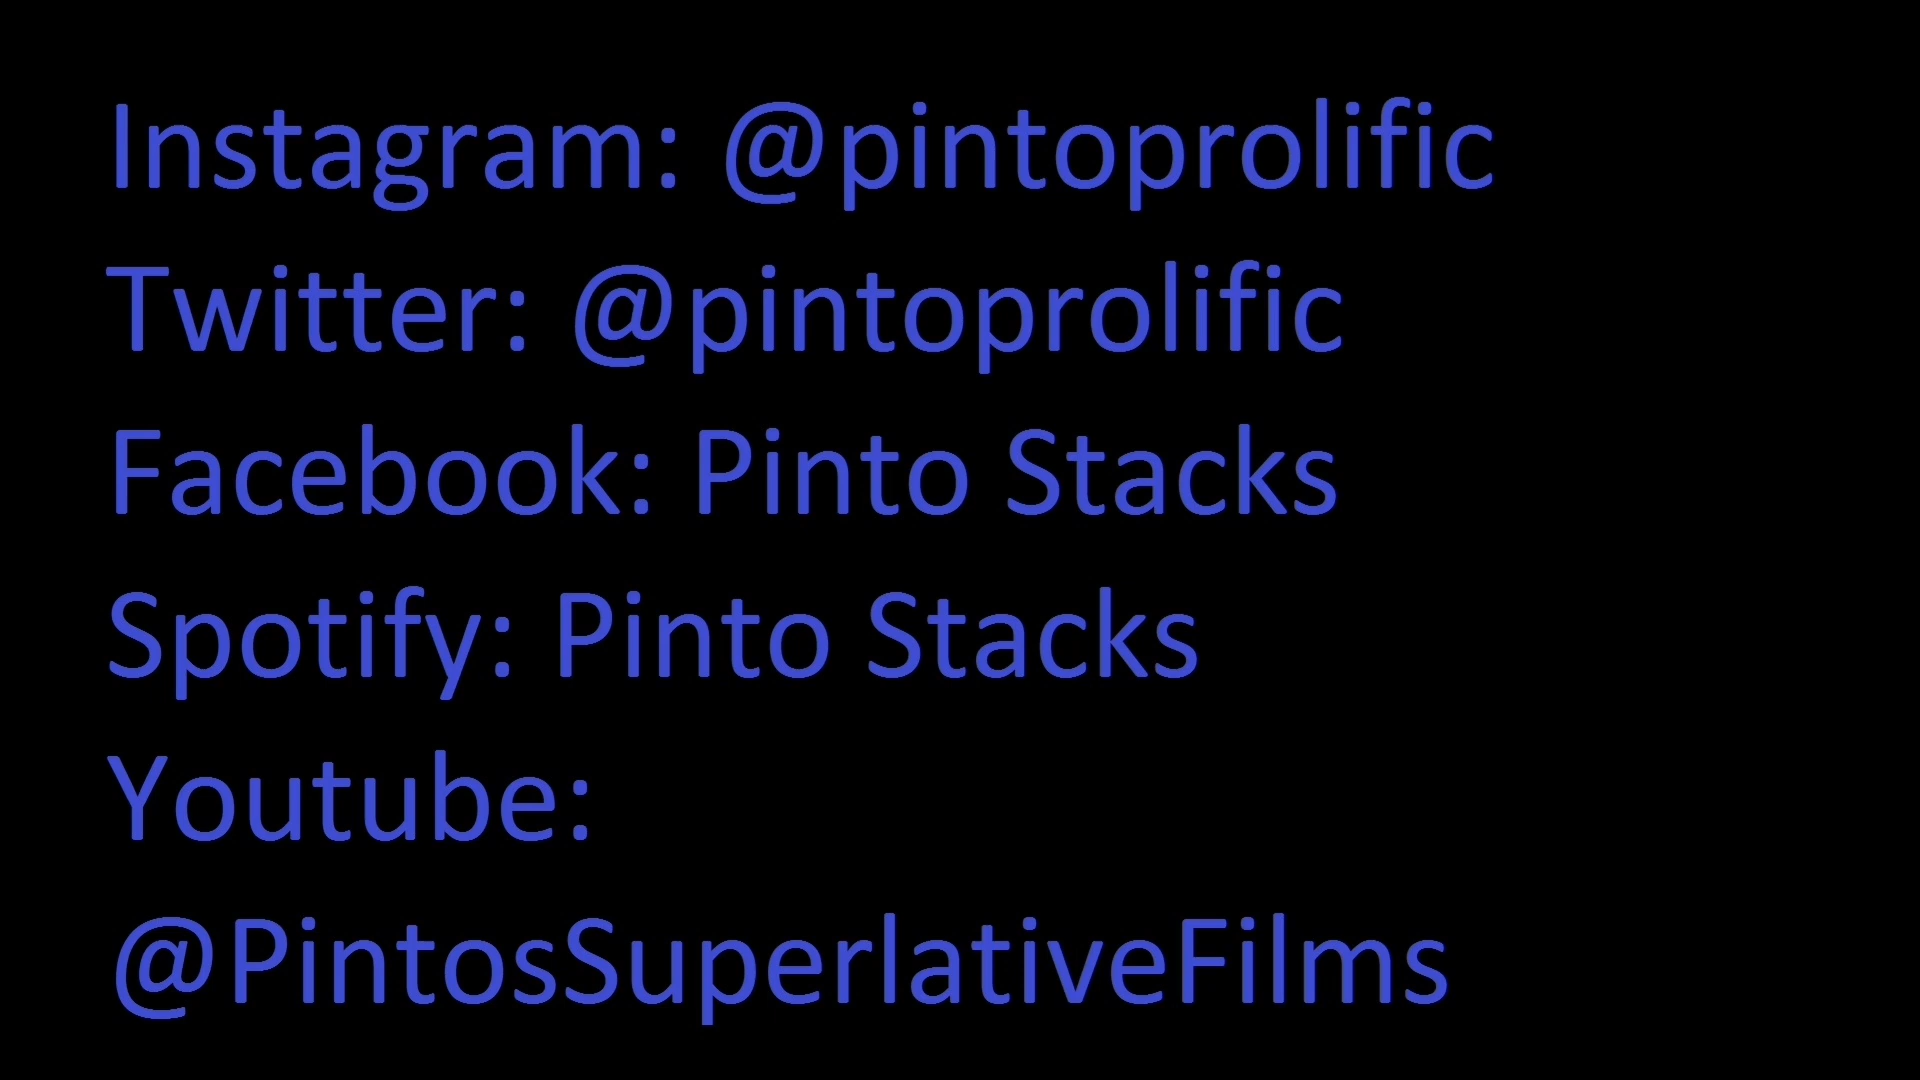 Instagram: @pintoprolific
Twitter: @pintoprolific
Facebook: Pinto Stacks
Spotify: Pinto Stacks
Youtube:
@PintosSuperlativeFilms